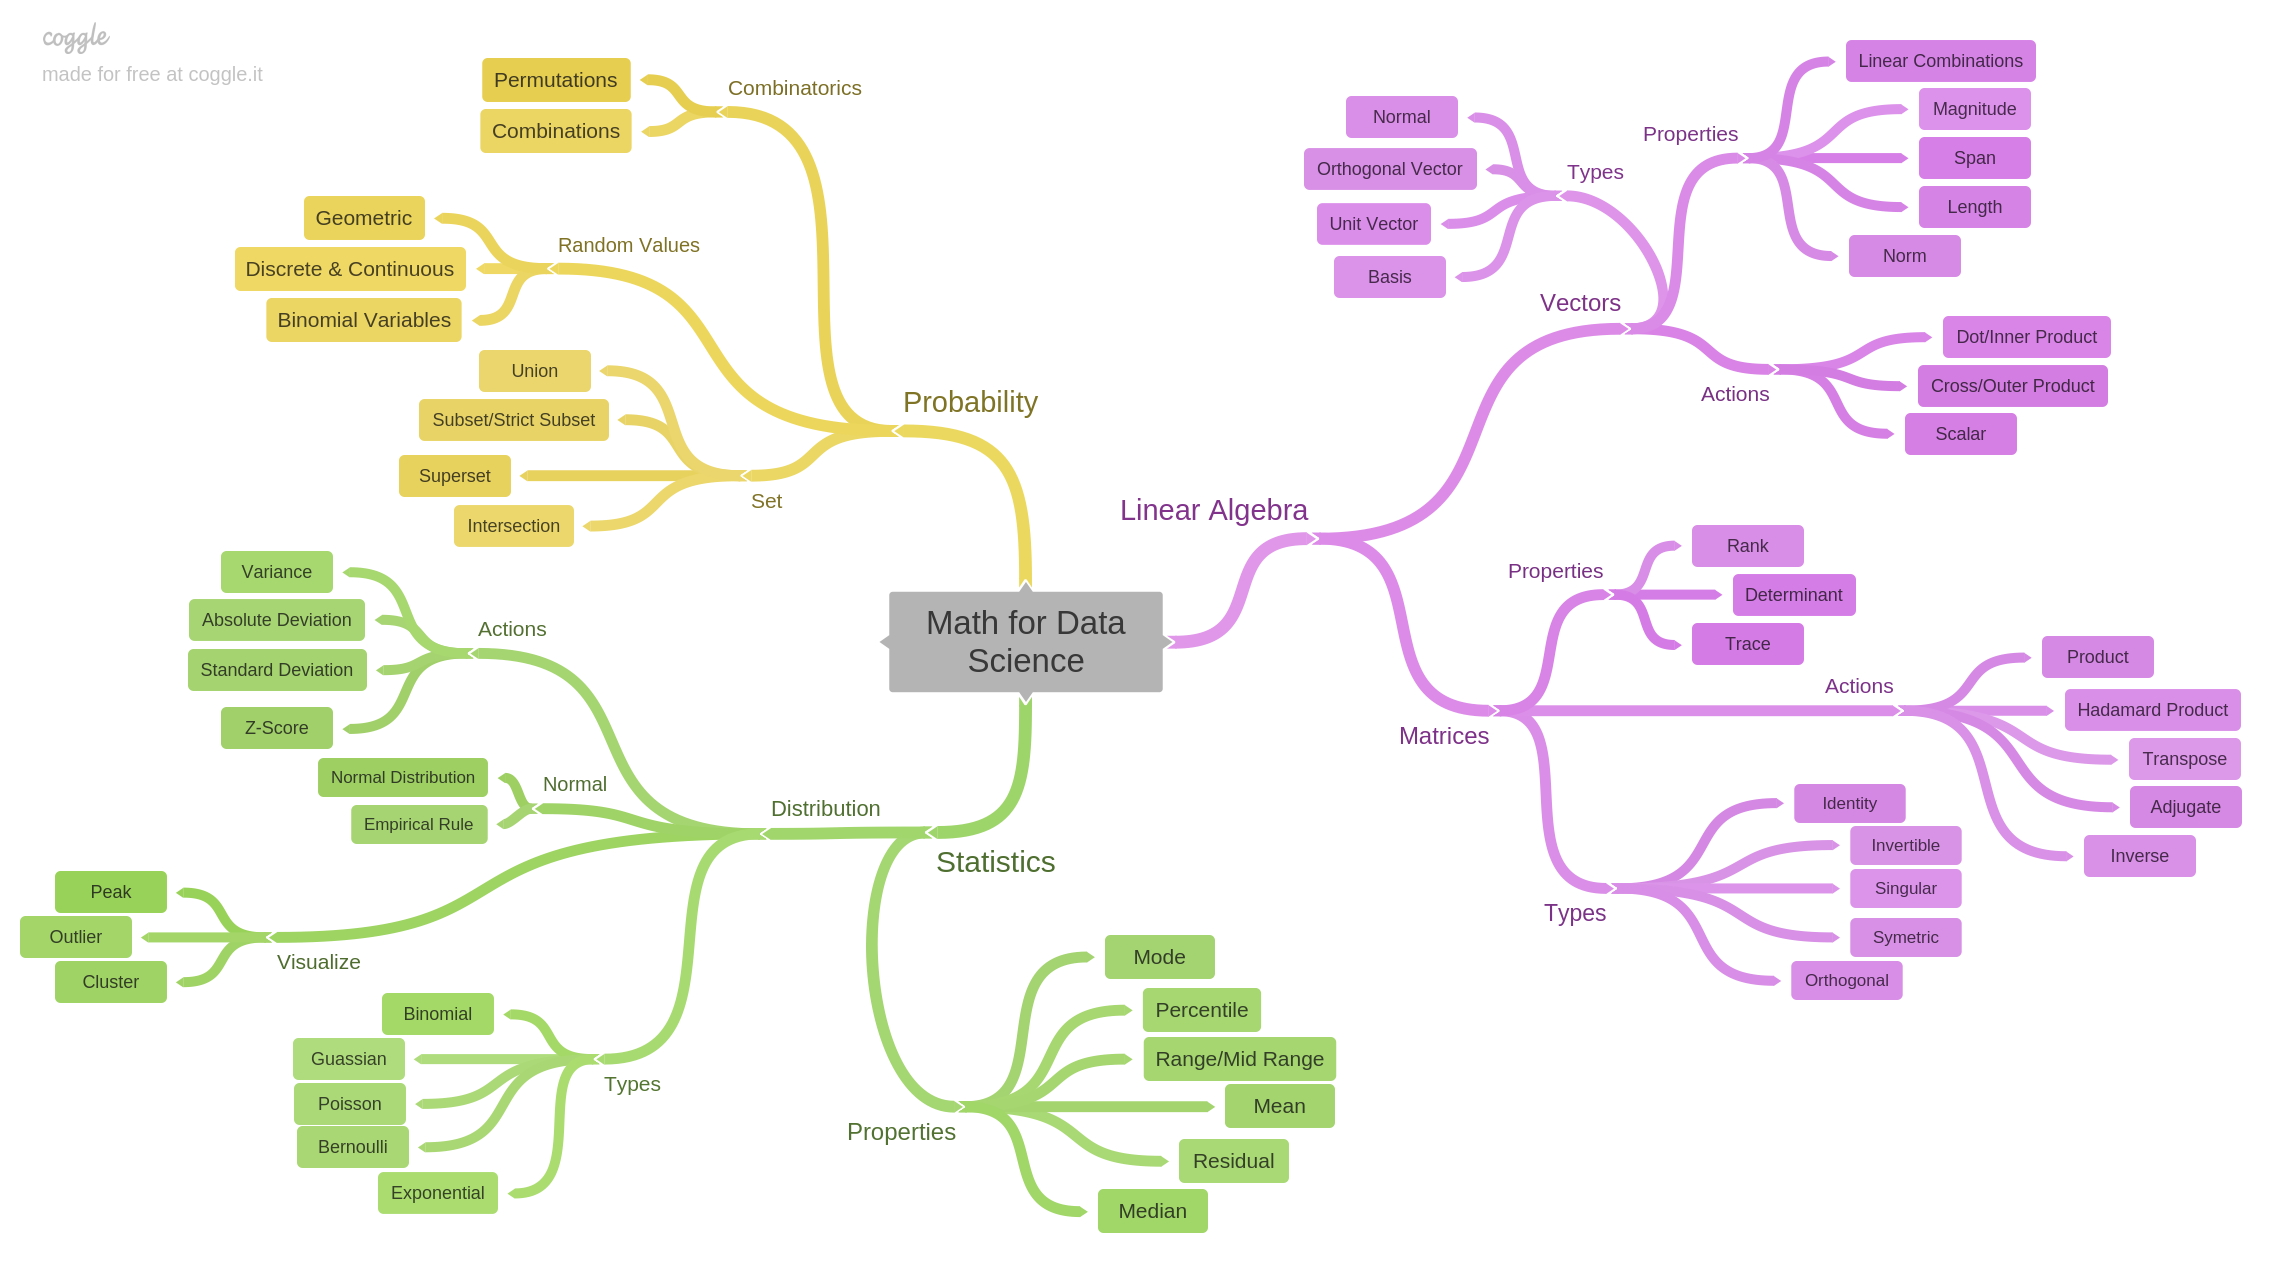 coggle
made for free at coggle.it
Math for Data
Science
Probability
Combinatorics
Permutations
Combinations
Random Values
Geometric
Discrete & Continuous
Binomial Variables
Set
Union
Subset/Strict Subset
Superset
Intersection
Statistics
Distribution
Actions
Variance
Absolute Deviation
Standard Deviation
Z-Score
Normal
Normal Distribution
Empirical Rule
Visualize
Peak
Outlier
Cluster
Types
Binomial
Guassian
Poisson
Bernoulli
Exponential
Properties
Mode
Percentile
Range/Mid Range
Mean
Residual
Median
Linear Algebra
Vectors
Types
Normal
Orthogonal Vector
Unit Vector
Basis
Properties
Linear Combinations
Magnitude
Span
Length
Norm
Actions
Dot/Inner Product
Cross/Outer Product
Scalar
Matrices
Properties
Rank
Determinant
Trace
Actions
Product
Hadamard Product
Transpose
Adjugate
Inverse
Types
Identity
Invertible
Singular
Symetric
Orthogonal